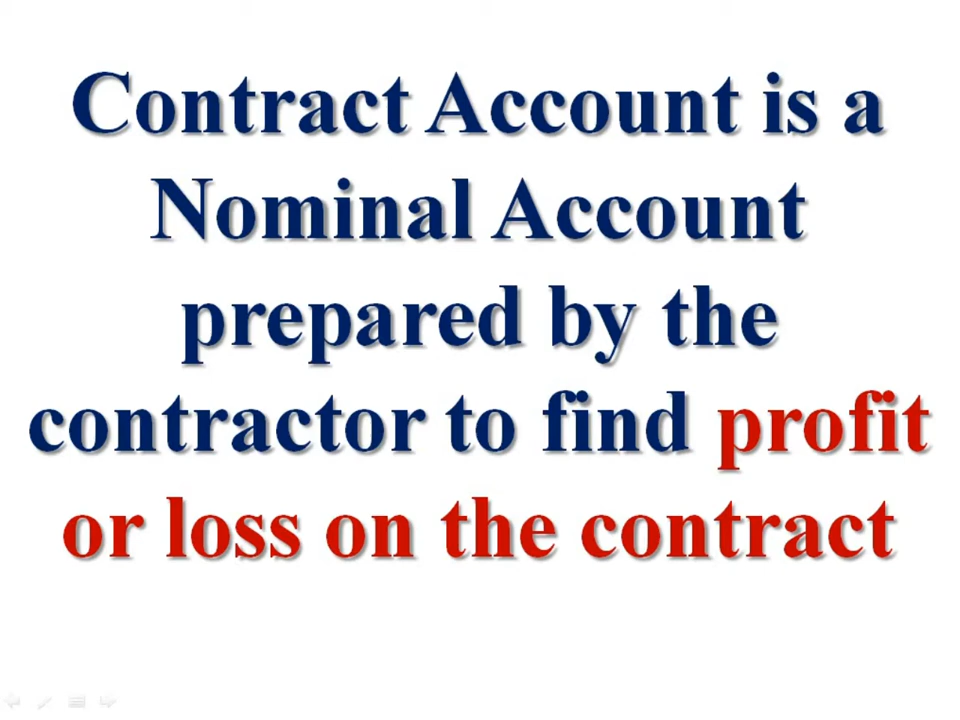 Contract Account is a
Nominal Account
prepared by the
contractor to find profit
or loss on the contract